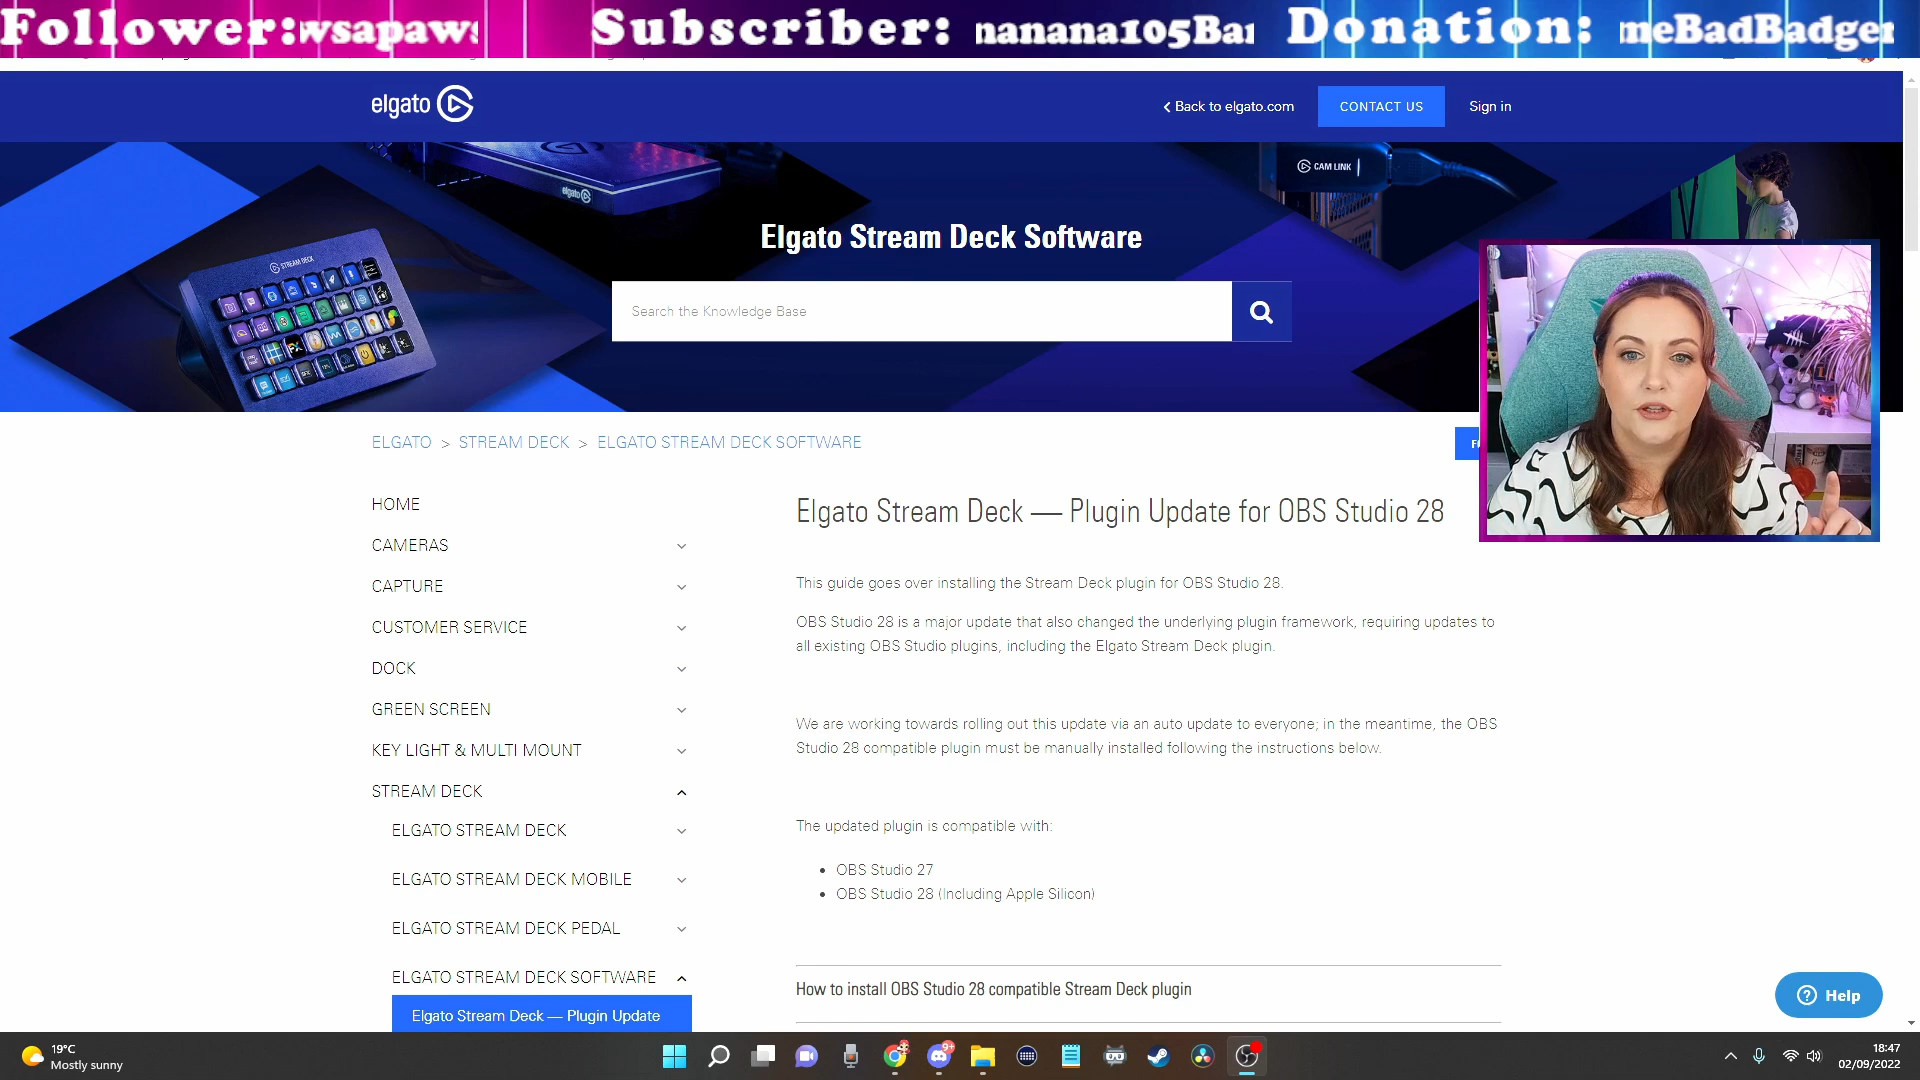 Follower:
wsapaws
Subscriber:
nanana105Ban
Donation:
meBadBadger
elgato
Back to elgato.com
CONTACT US
Sign in
elgato
CAM LINK
STREAM DECK
Elgato Stream Deck Software
Search the Knowledge Base
ELGATO > STREAM DECK > ELGATO STREAM DECK SOFTWARE
HOME
CAMERAS
CAPTURE
CUSTOMER SERVICE
DOCK
GREEN SCREEN
KEY LIGHT & MULTI MOUNT
STREAM DECK
ELGATO STREAM DECK
ELGATO STREAM DECK MOBILE
ELGATO STREAM DECK PEDAL
ELGATO STREAM DECK SOFTWARE
Elgato Stream Deck — Plugin Update
Elgato Stream Deck — Plugin Update for OBS Studio 28
This guide goes over installing the Stream Deck plugin for OBS Studio 28.
OBS Studio 28 is a major update that also changed the underlying plugin framework, requiring updates to
all existing OBS Studio plugins, including the Elgato Stream Deck plugin.
We are working towards rolling out this update via an auto update to everyone; in the meantime, the OBS
Studio 28 compatible plugin must be manually installed following the instructions below.
The updated plugin is compatible with:
• OBS Studio 27
• OBS Studio 28 (Including Apple Silicon)
How to install OBS Studio 28 compatible Stream Deck plugin
Help
19°C
Mostly sunny
9+
18:47
02/09/2022